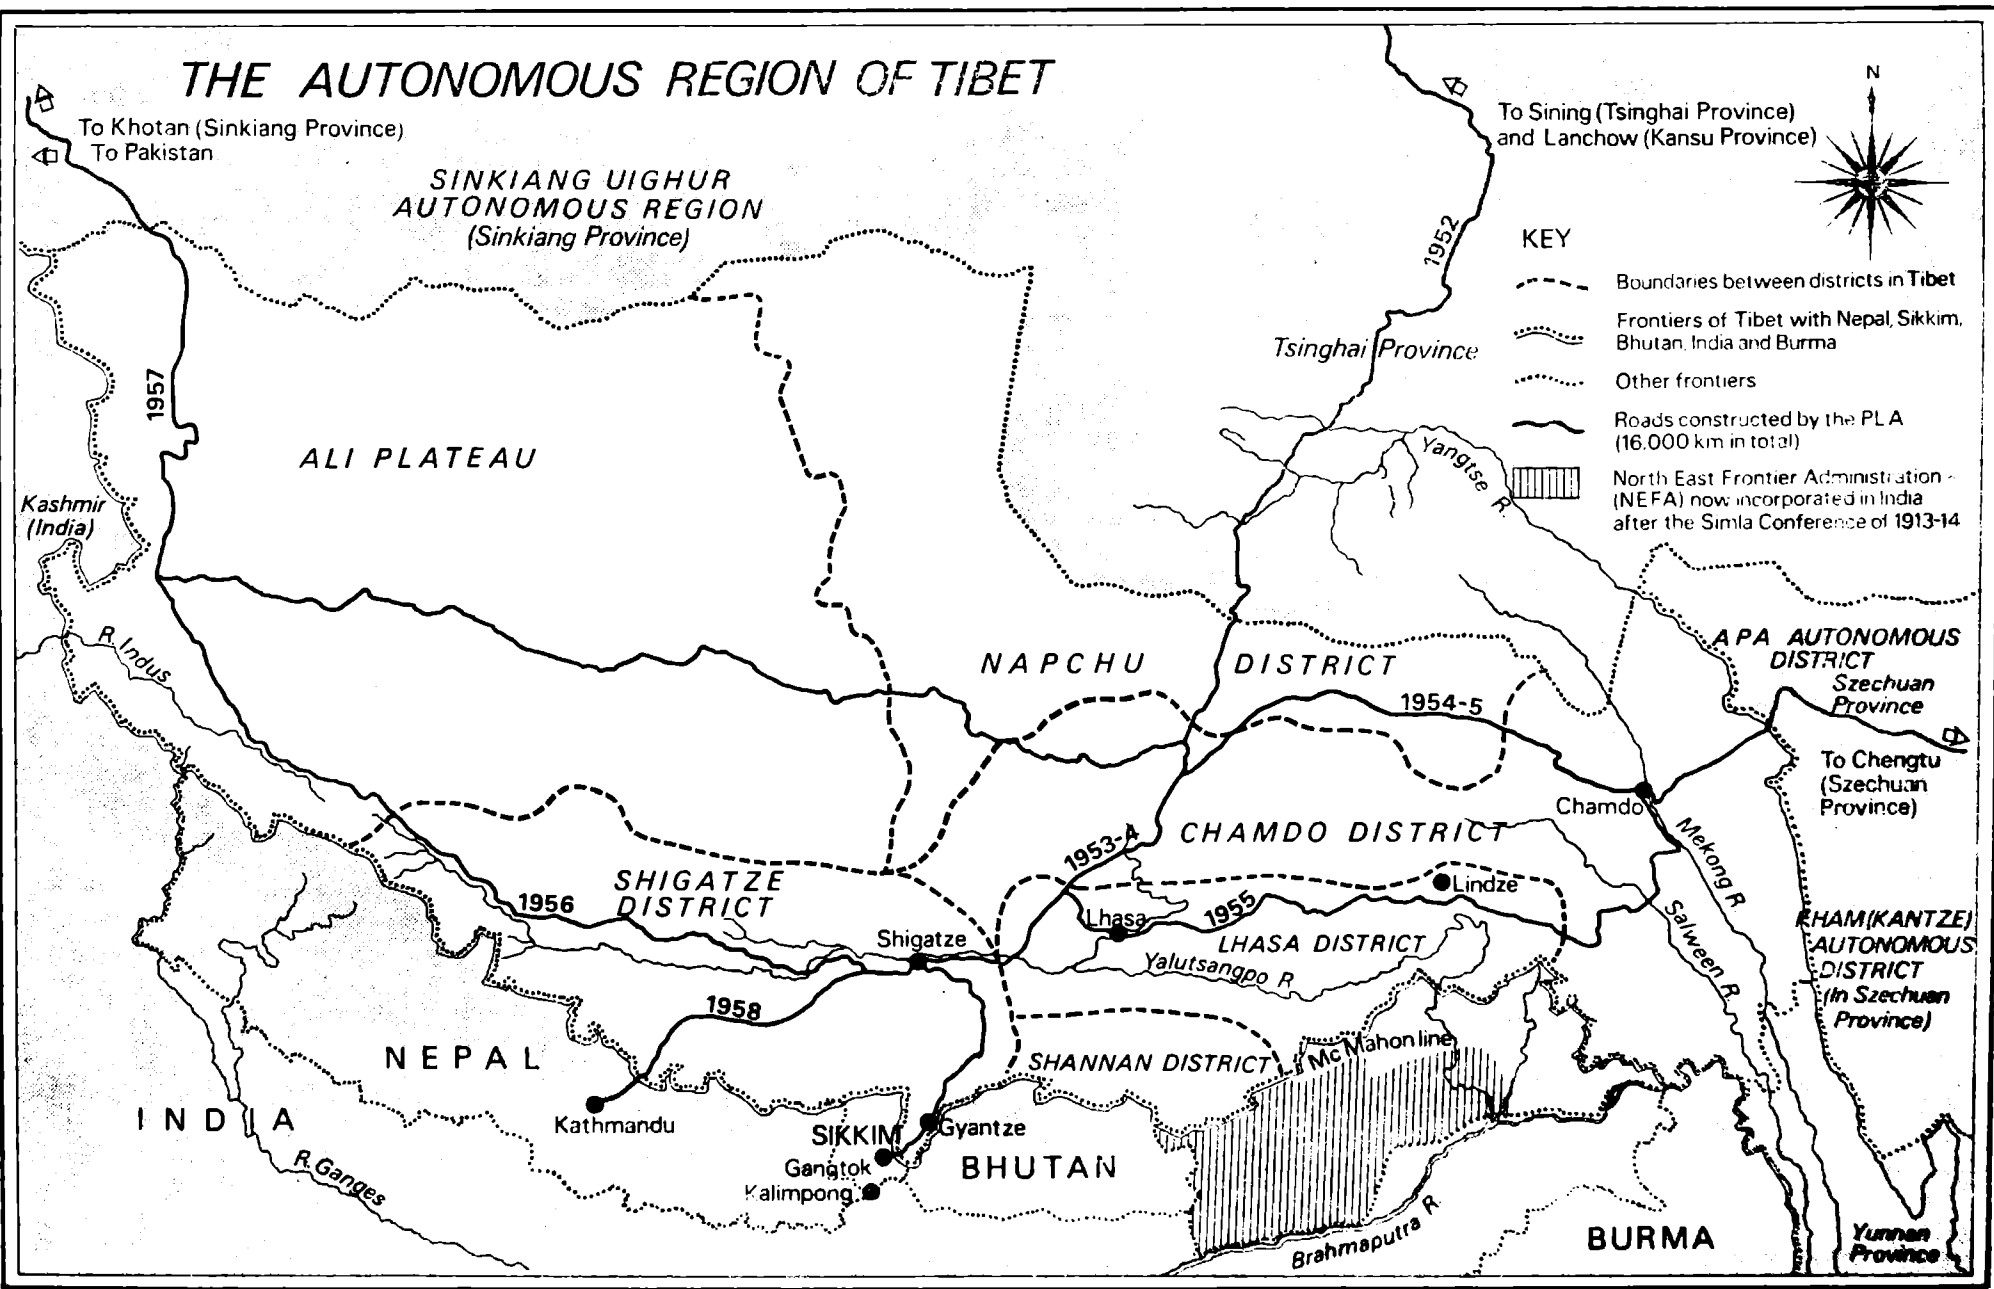 THE AUTONOMOUS REGION OF TIBET
To Khotan (Sinkiang Province)
To Pakistan
SINKIANG UIGHUR
AUTONOMOUS REGION
(Sinkiang Province)
To Sining (Tsinghai Province)
and Lanchow (Kansu Province)
N
KEY
Boundaries between districts in Tibet
Frontiers of Tibet with Nepal, Sikkim,
Bhutan, India and Burma
Other frontiers
Roads constructed by the PLA
(16,000 km in total)
North East Frontier Administration -
(NEFA) now incorporated in India
after the Simla Conference of 1913-14
1952
Tsinghai Province
1957
ALI PLATEAU
Kashmir
(India)
Yangtse R.
R. Indus
NAPCHU DISTRICT
APA AUTONOMOUS
DISTRICT
Szechuan
Province
1954-5
To Chengtu
(Szechuan
Province)
Chamdo
CHAMDO DISTRICT
1953-4
Mekong R.
SHIGATZE
DISTRICT
1956
Lindze
Lhasa
1955
Shigatze
LHASA DISTRICT
Yalutsangpo R
Salween R.
KHAM (KANTZE)
AUTONOMOUS
DISTRICT
(In Szechuan
Province)
1958
NEPAL
SHANNAN DISTRICT
Mc Mahon line
INDIA
Kathmandu
SIKKIM
Gyantze
Gangtok
BHUTAN
Kalimpong
R. Ganges
Brahmaputra R.
BURMA
Yunnan
Province